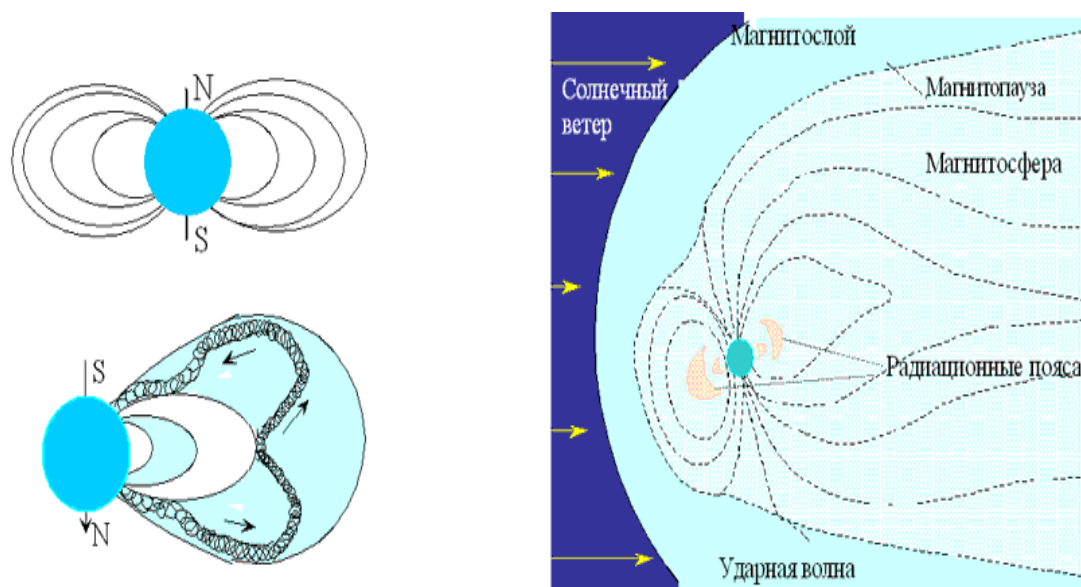 N
S
S
N
Магнитослой
Солнечный
ветер
Магнитопауза
Магнитосфера
Радиационные пояса
Ударная волна